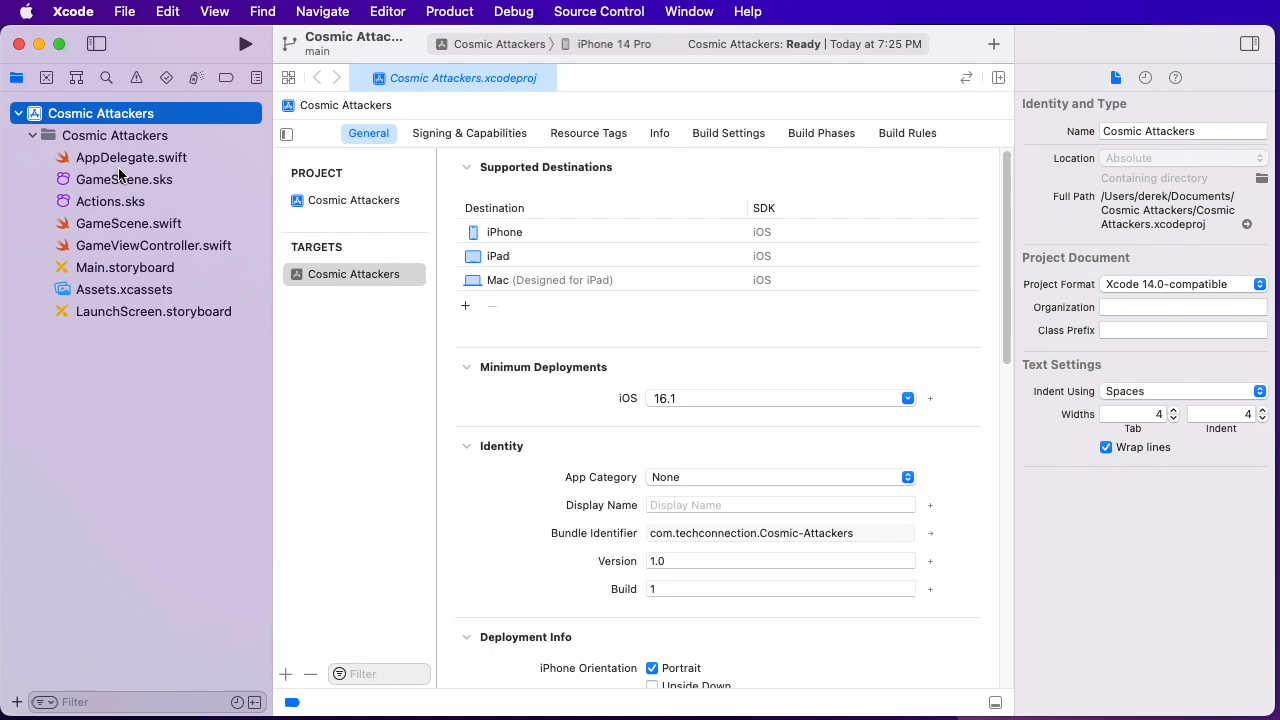 Xcode File Edit View Find Navigate Editor Product Debug Source Control Window Help
Cosmic Attac...
main
Cosmic Attackers
iPhone 14 Pro
Cosmic Attackers: Ready | Today at 7:25 PM
Cosmic Attackers
Cosmic Attackers
AppDelegate.swift
GameScene.sks
Actions.sks
GameScene.swift
GameViewController.swift
Main.storyboard
Assets.xcassets
LaunchScreen.storyboard
Filter
Cosmic Attackers.xcodeproj
Cosmic Attackers
General Signing & Capabilities Resource Tags Info Build Settings Build Phases Build Rules
PROJECT
Cosmic Attackers
TARGETS
Cosmic Attackers
Filter
Supported Destinations
Destination SDK
iPhone iOS
iPad iOS
Mac (Designed for iPad) iOS
Minimum Deployments
iOS 16.1
Identity
App Category None
Display Name Display Name
Bundle Identifier com.techconnection.Cosmic-Attackers
Version 1.0
Build 1
Deployment Info
iPhone Orientation Portrait
Upside Down
Identity and Type
Name Cosmic Attackers
Location Absolute
Containing directory
Full Path /Users/derek/Documents/
Cosmic Attackers/Cosmic
Attackers.xcodeproj
Project Document
Project Format Xcode 14.0-compatible
Organization
Class Prefix
Text Settings
Indent Using Spaces
Widths 4 4
Tab Indent
Wrap lines